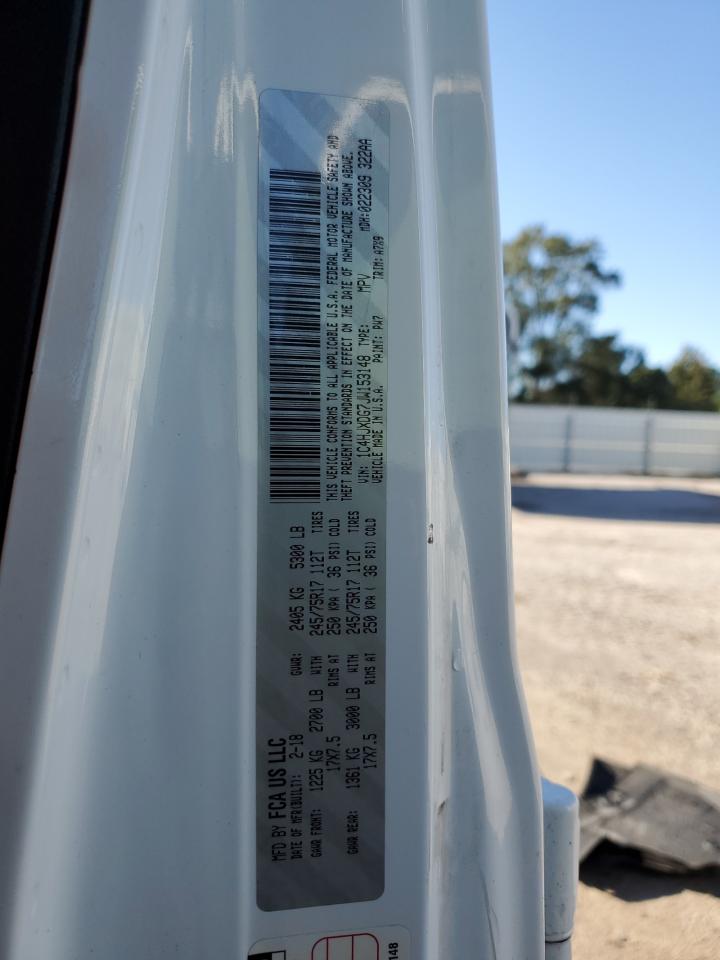 MFD BY FCA US LLC
DATE OF MFR(BUILT): 2-18 GVWR: 2405 KG 5300 LB
GAWR FRONT: 1225 KG 2700 LB WITH 245/75R17 112T TIRES
17X7.5 RIMS AT 250 KPA ( 36 PSI) COLD
GAWR REAR: 1361 KG 3000 LB WITH 245/75R17 112T TIRES
17X7.5 RIMS AT 250 KPA ( 36 PSI) COLD
THIS VEHICLE CONFORMS TO ALL APPLICABLE U.S.A. FEDERAL MOTOR VEHICLE SAFETY AND
THEFT PREVENTION STANDARDS IN EFFECT ON THE DATE OF MANUFACTURE SHOWN ABOVE.
VIN: 1C4HJXDG7JW153148 TYPE: MPV MDH:022309 322AA
VEHICLE MADE IN U.S.A. PAINT: PW7 TRIM: A7X9
148